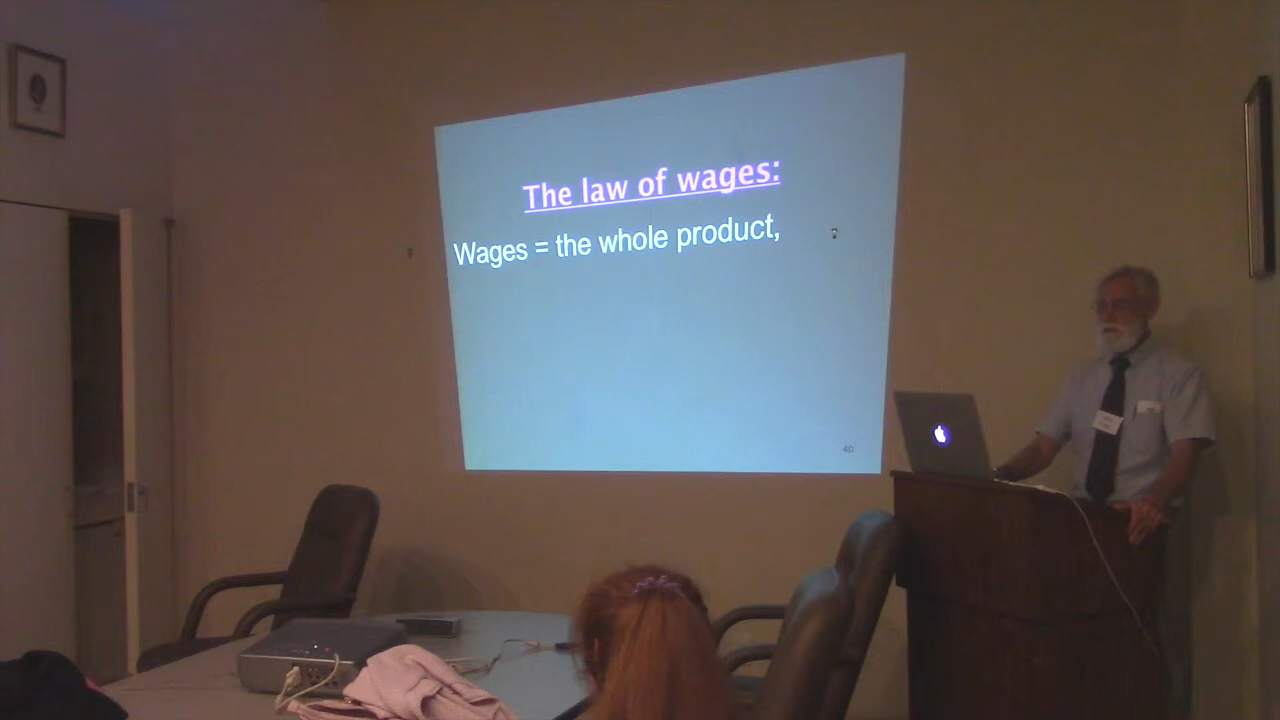 The law of wages:
Wages = the whole product,
40